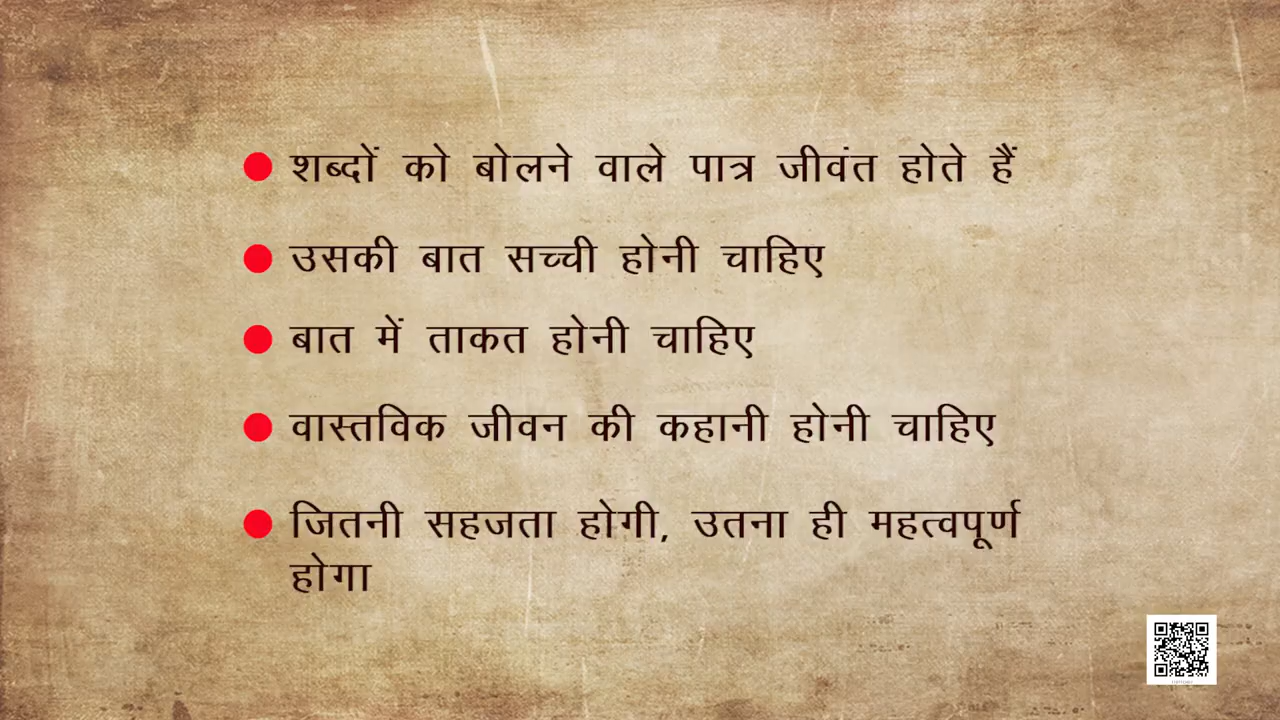 शब्दों को बोलने वाले पात्र जीवंत होते हैं
उसकी बात सच्ची होनी चाहिए
बात में ताकत होनी चाहिए
वास्तविक जीवन की कहानी होनी चाहिए
जितनी सहजता होगी, उतना ही महत्वपूर्ण
होगा